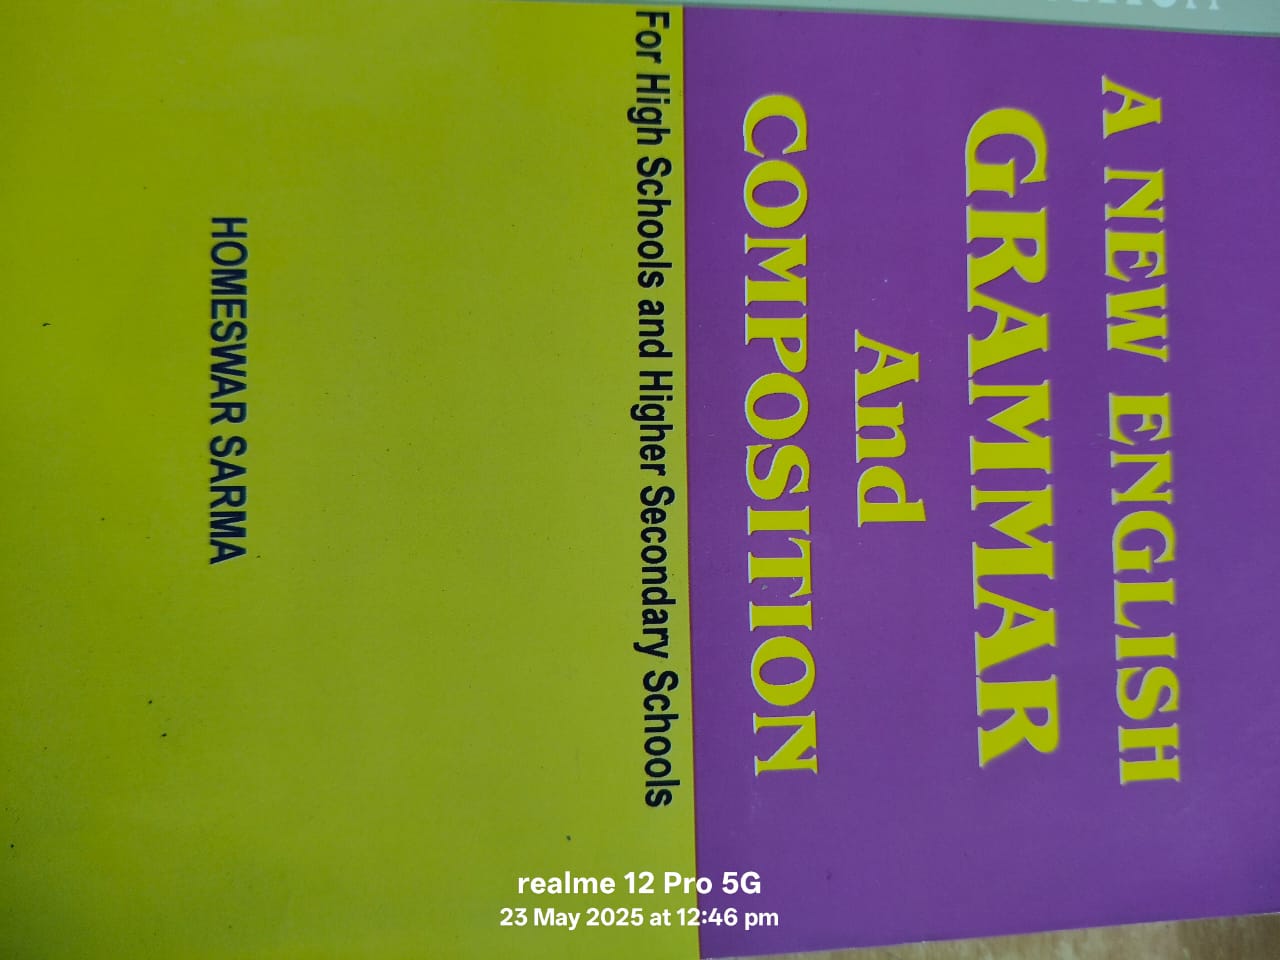 A NEW ENGLISH
GRAMMAR
And
COMPOSITION
For High Schools and Higher Secondary Schools
HOMESWAR SARMA
realme 12 Pro 5G
23 May 2025 at 12:46 pm